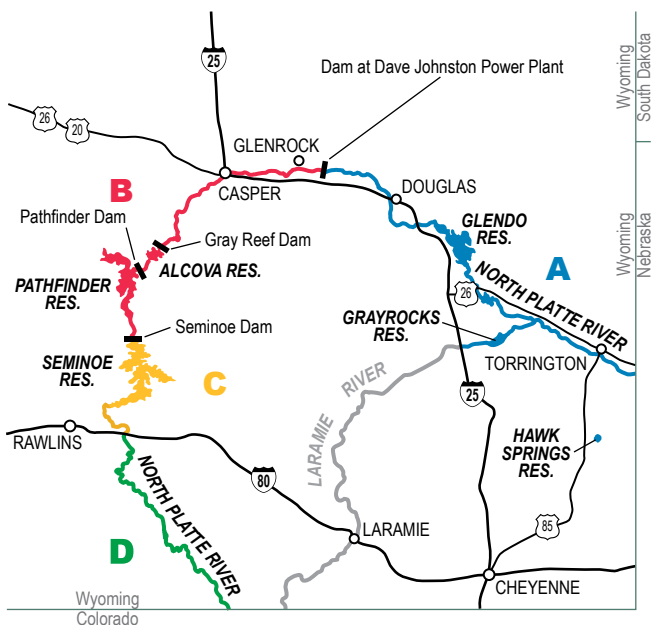 25
Wyoming
South Dakota
Dam at Dave Johnston Power Plant
26
20
GLENROCK
CASPER
B
DOUGLAS
Pathfinder Dam
GLENDO
RES.
Gray Reef Dam
A
Wyoming
Nebraska
ALCOVA RES.
PATHFINDER
RES.
NORTH PLATTE RIVER
26
GRAYROCKS
RES.
Seminoe Dam
SEMINOE
RES.
TORRINGTON
C
LARAMIE RIVER
25
RAWLINS
HAWK
SPRINGS
RES.
80
NORTH PLATTE RIVER
85
LARAMIE
D
CHEYENNE
Wyoming
Colorado